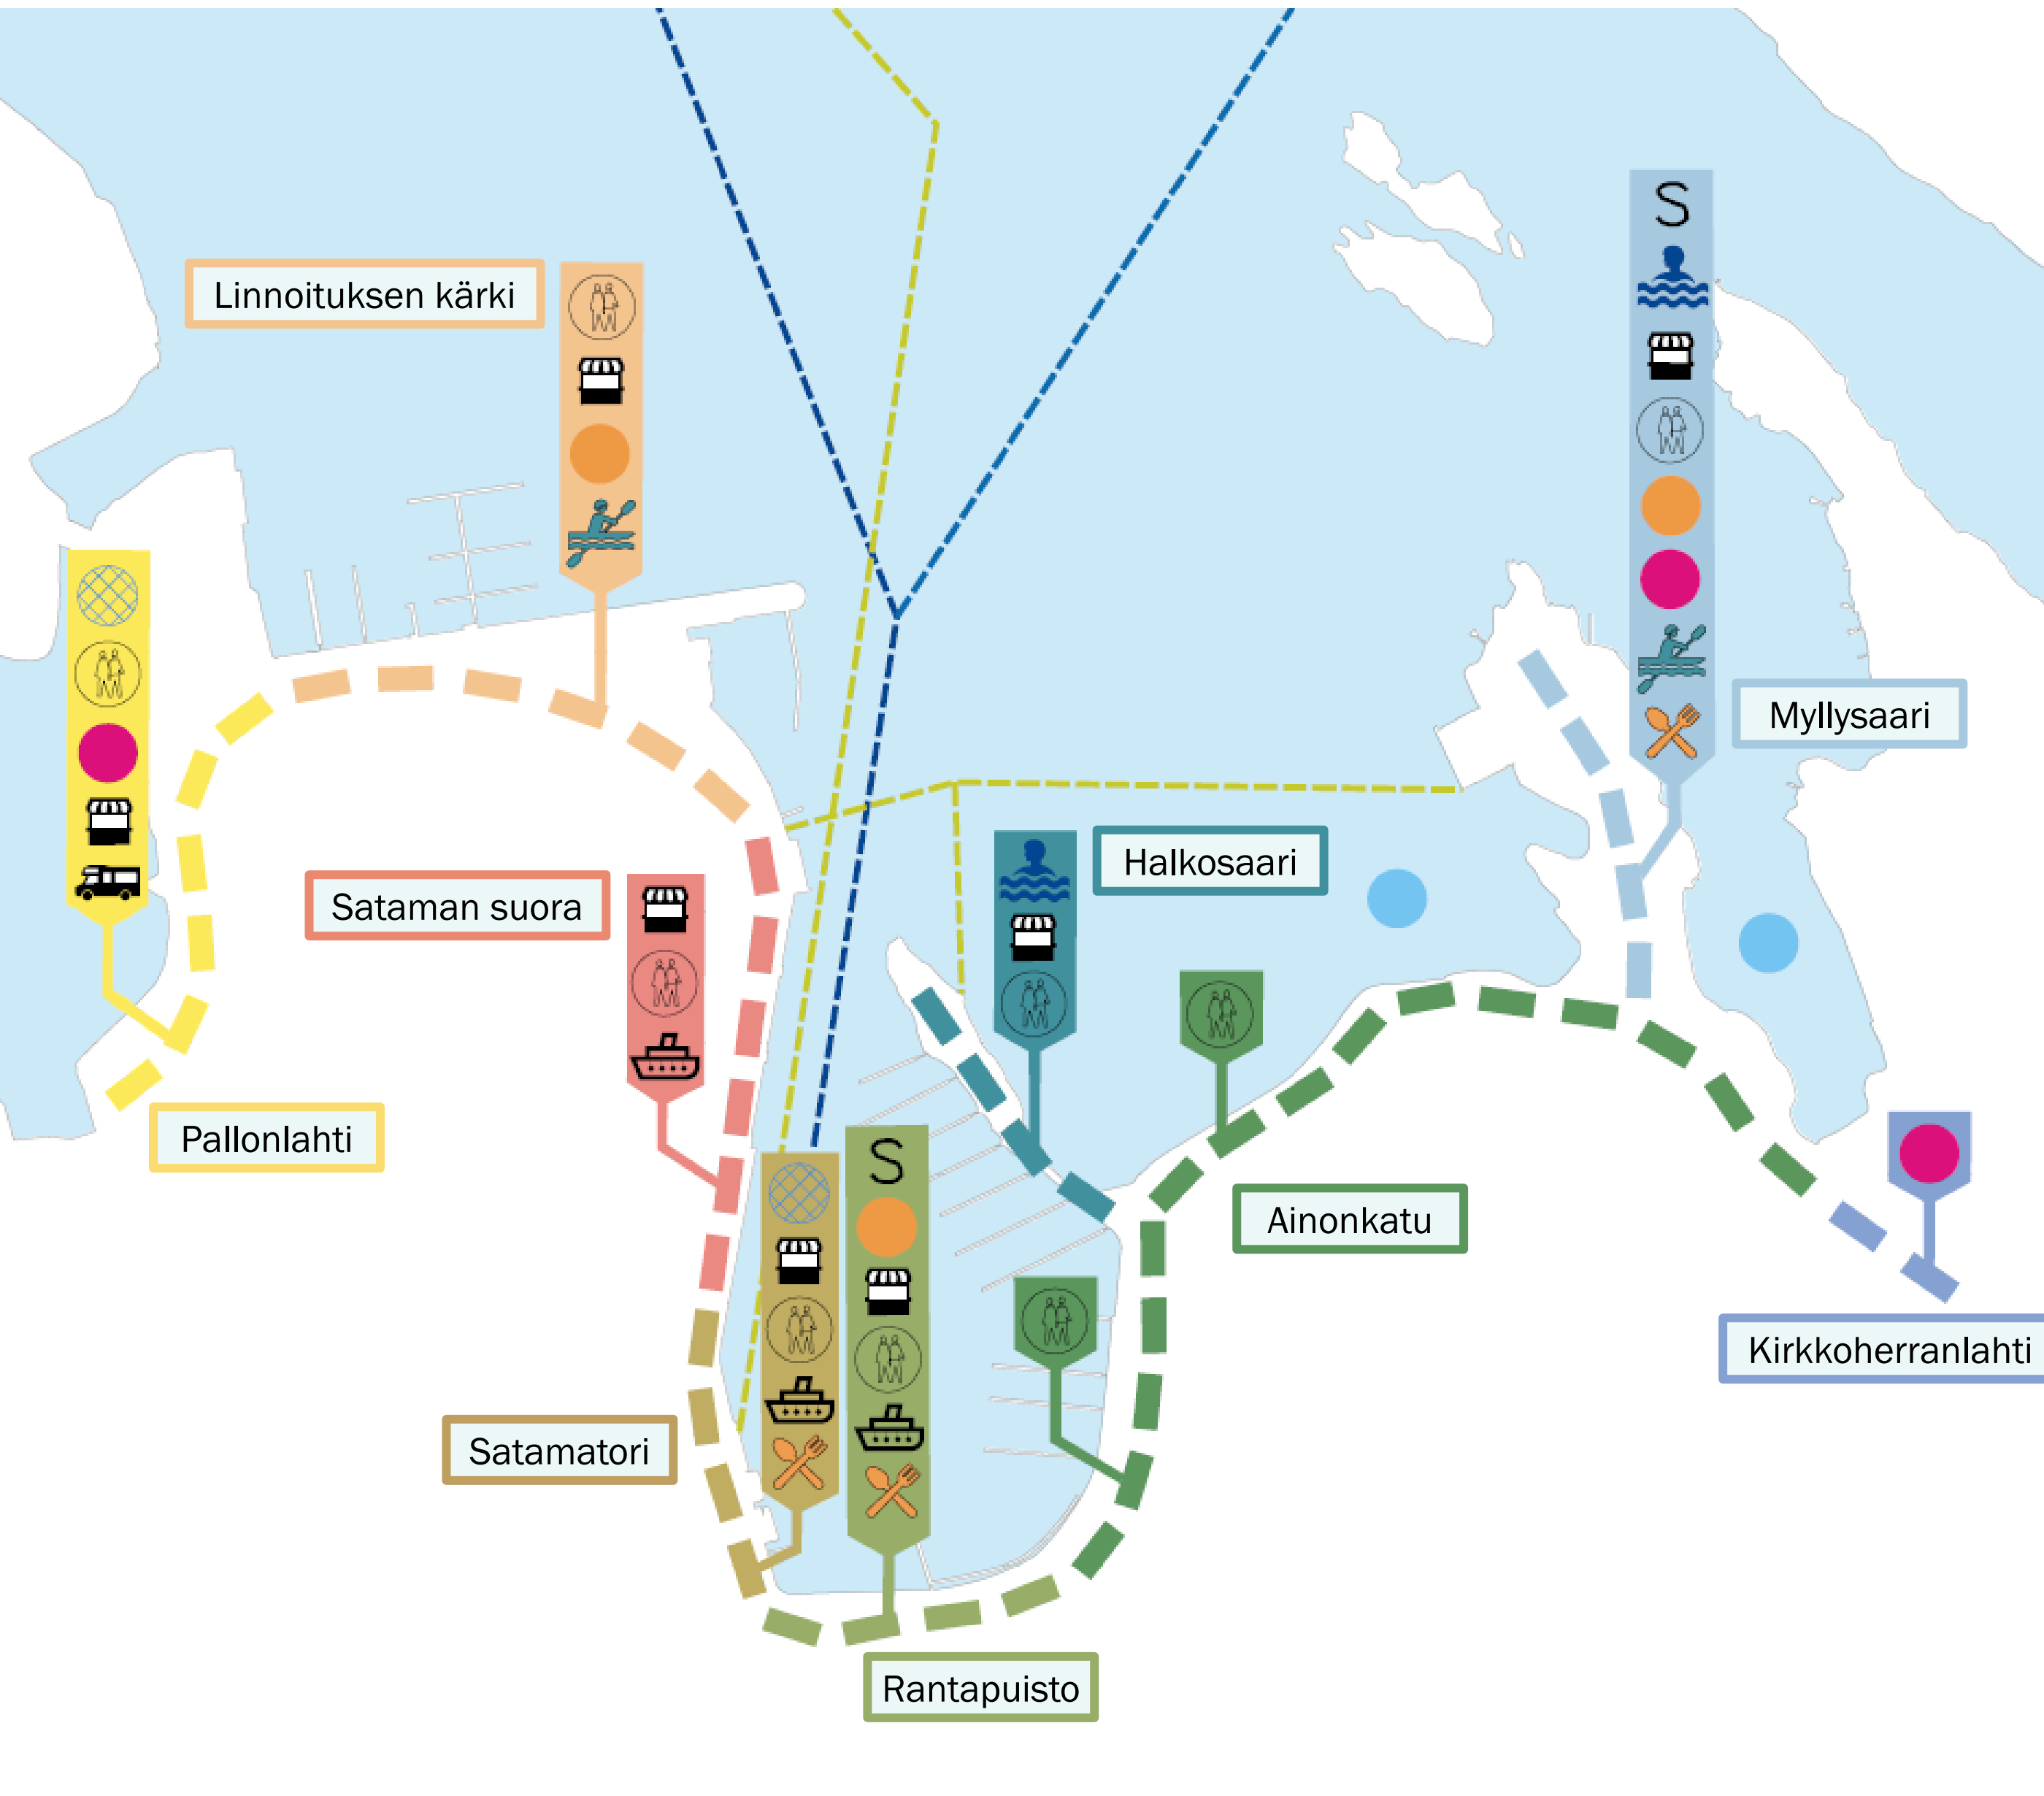 S
Linnoituksen kärki
Myllysaari
Halkosaari
Sataman suora
Pallonlahti
S
Ainonkatu
Kirkkoherranlahti
Satamatori
Rantapuisto